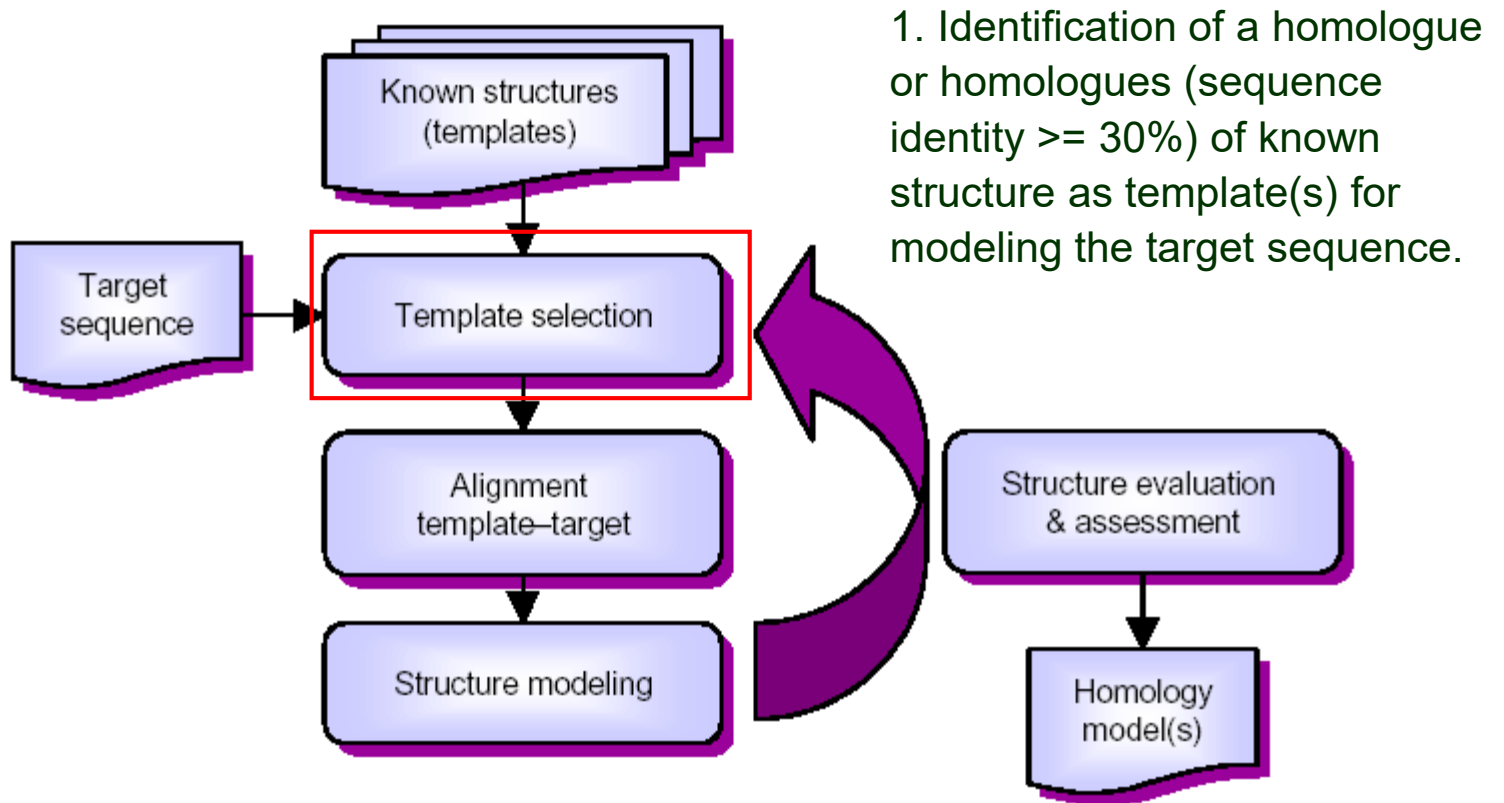 1. Identification of a homologue
or homologues (sequence
identity >= 30%) of known
structure as template(s) for
modeling the target sequence.
Known structures
(templates)
Target
sequence
Template selection
Alignment
template–target
Structure modeling
Structure evaluation
& assessment
Homology
model(s)